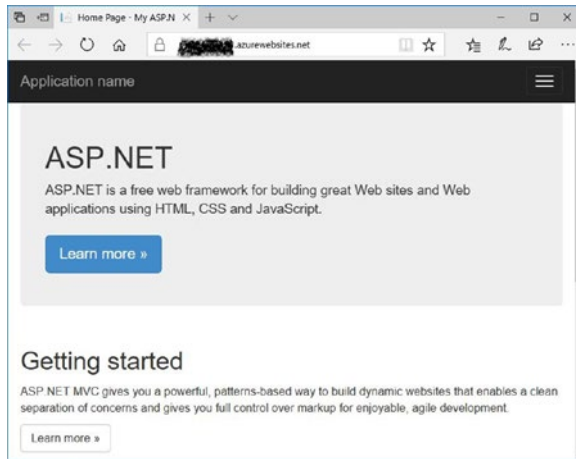 Home Page - My ASP.N
.azurewebsites.net
Application name
ASP.NET
ASP.NET is a free web framework for building great Web sites and Web
applications using HTML, CSS and JavaScript.
Learn more »
Getting started
ASP.NET MVC gives you a powerful, patterns-based way to build dynamic websites that enables a clean
separation of concerns and gives you full control over markup for enjoyable, agile development.
Learn more »